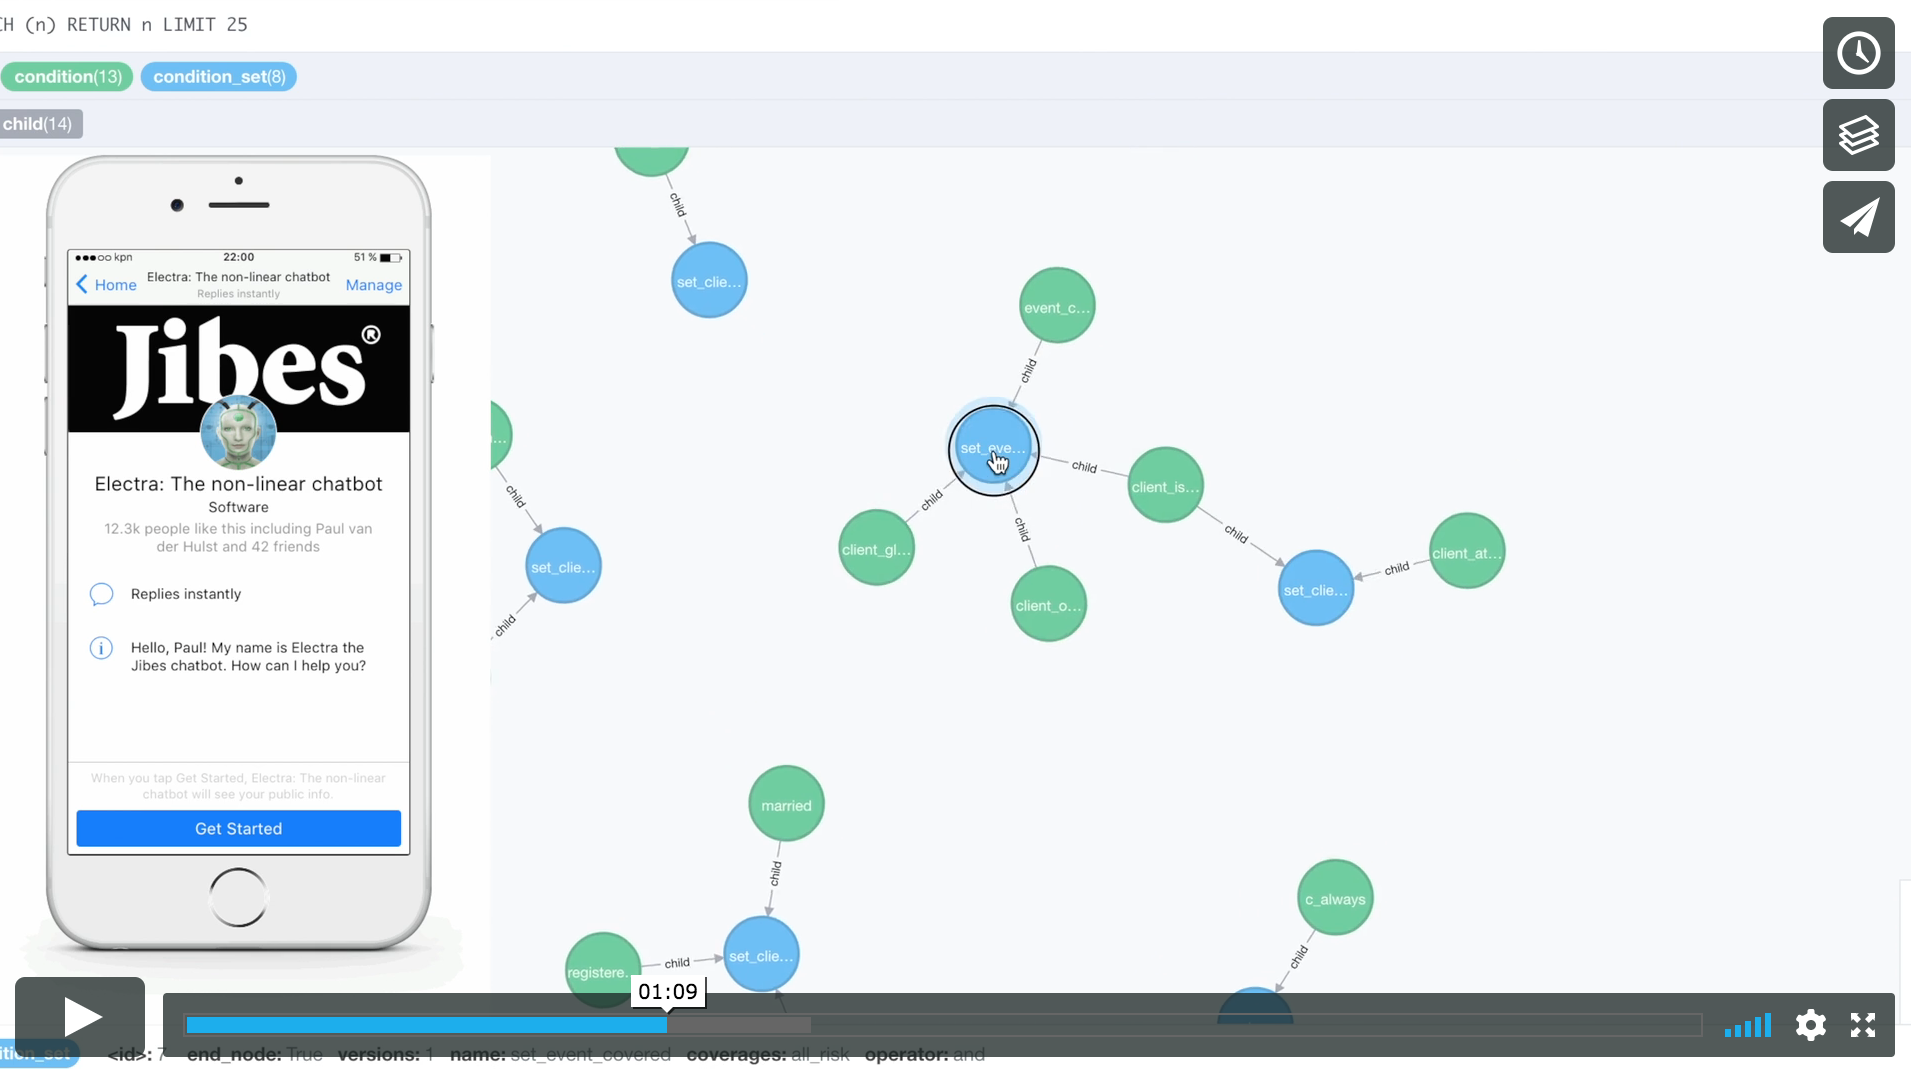 CH (n) RETURN n LIMIT 25
condition(13) condition_set(8)
child(14)
child
set_clie...
●●●○○ kpn 22:00 51 %
Home Electra: The non-linear chatbot Manage
Replies instantly
Jibes®
event_c...
child
set_eve...
child
client_is...
child
client_gl...
child
client_o...
child
set_clie...
child
client_at...
...
child
set_clie...
child
Electra: The non-linear chatbot
Software
12.3k people like this including Paul van
der Hulst and 42 friends
Replies instantly
Hello, Paul! My name is Electra the
Jibes chatbot. How can I help you?
When you tap Get Started, Electra: The non-linear
chatbot will see your public info.
Get Started
married
child
registere...
child
set_clie...
c_always
child
01:09
ition_set <id>: 7 end_node: True versions: 1 name: set_event_covered coverages: all_risk operator: and